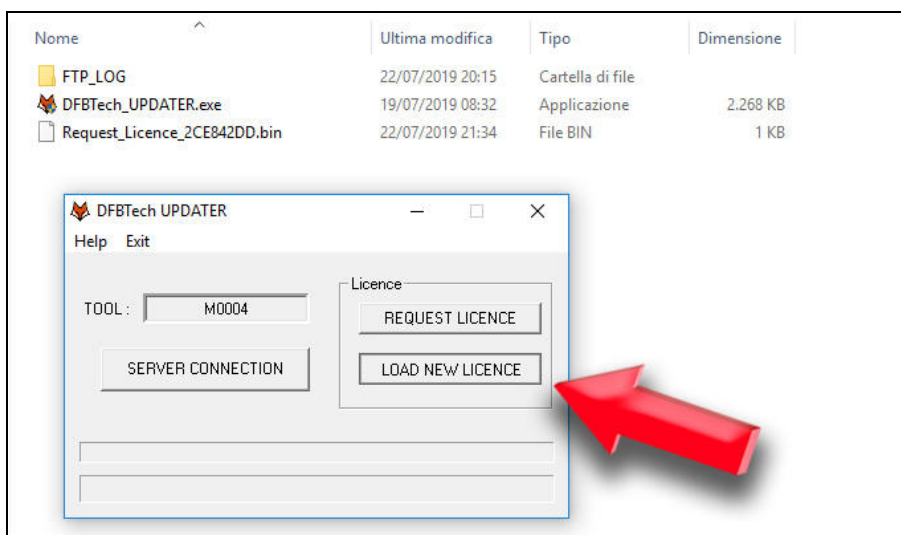 Nome Ultima modifica Tipo Dimensione
FTP_LOG 22/07/2019 20:15 Cartella di file
DFBTech_UPDATER.exe 19/07/2019 08:32 Applicazione 2.268 KB
Request_Licence_2CE842DD.bin 22/07/2019 21:34 File BIN 1 KB
DFBTech UPDATER
Help Exit
Licence
TOOL : M0004
REQUEST LICENCE
SERVER CONNECTION
LOAD NEW LICENCE